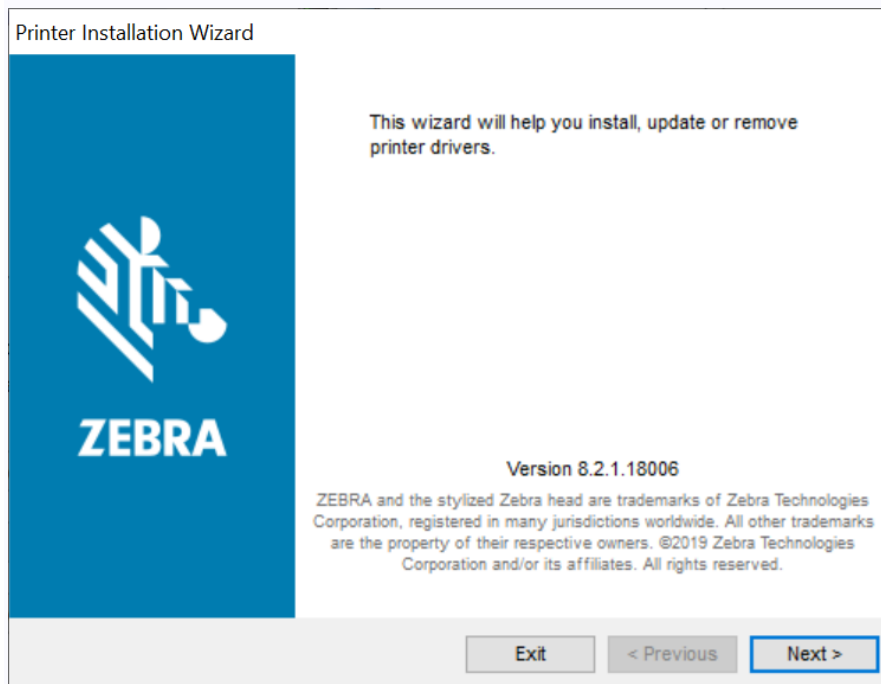 Printer Installation Wizard
This wizard will help you install, update or remove
printer drivers.
ZEBRA
Version 8.2.1.18006
ZEBRA and the stylized Zebra head are trademarks of Zebra Technologies
Corporation, registered in many jurisdictions worldwide. All other trademarks
are the property of their respective owners. ©2019 Zebra Technologies
Corporation and/or its affiliates. All rights reserved.
Exit
< Previous
Next >